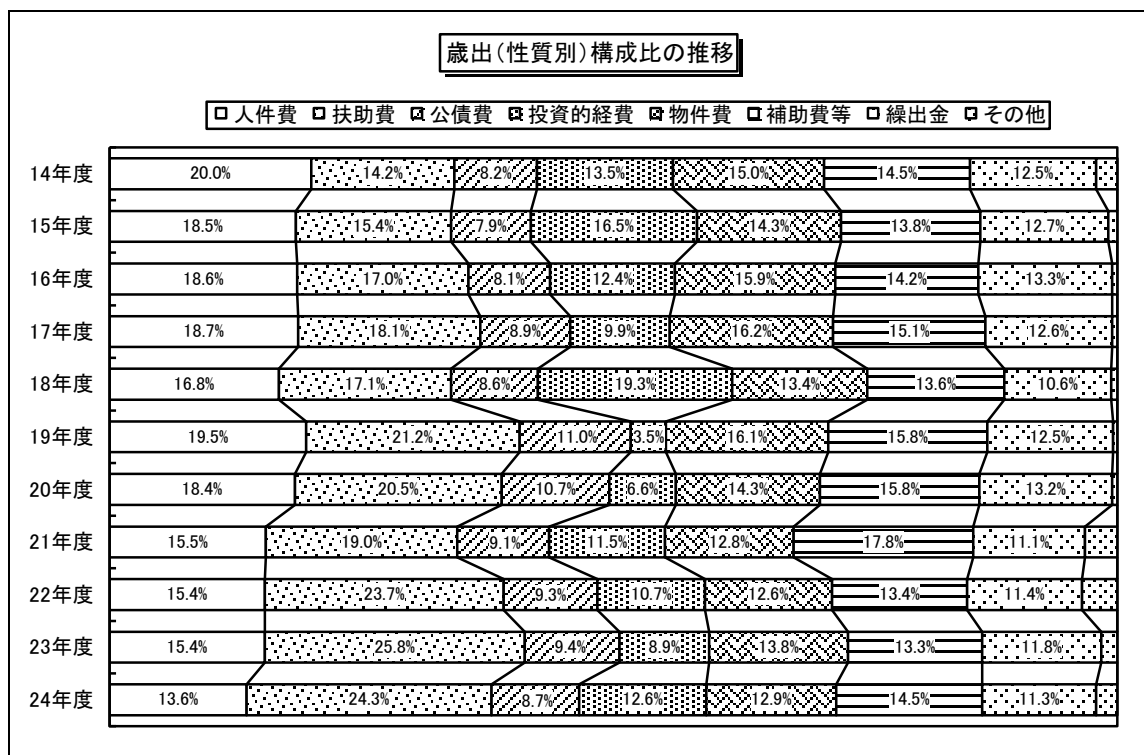 歳出(性質別)構成比の推移
人件費 扶助費 公債費 投資的経費 物件費 補助費等 繰出金 その他
14年度 20.0% 14.2% 8.2% 13.5% 15.0% 14.5% 12.5%
15年度 18.5% 15.4% 7.9% 16.5% 14.3% 13.8% 12.7%
16年度 18.6% 17.0% 8.1% 12.4% 15.9% 14.2% 13.3%
17年度 18.7% 18.1% 8.9% 9.9% 16.2% 15.1% 12.6%
18年度 16.8% 17.1% 8.6% 19.3% 13.4% 13.6% 10.6%
19年度 19.5% 21.2% 11.0% 3.5% 16.1% 15.8% 12.5%
20年度 18.4% 20.5% 10.7% 6.6% 14.3% 15.8% 13.2%
21年度 15.5% 19.0% 9.1% 11.5% 12.8% 17.8% 11.1%
22年度 15.4% 23.7% 9.3% 10.7% 12.6% 13.4% 11.4%
23年度 15.4% 25.8% 9.4% 8.9% 13.8% 13.3% 11.8%
24年度 13.6% 24.3% 8.7% 12.6% 12.9% 14.5% 11.3%